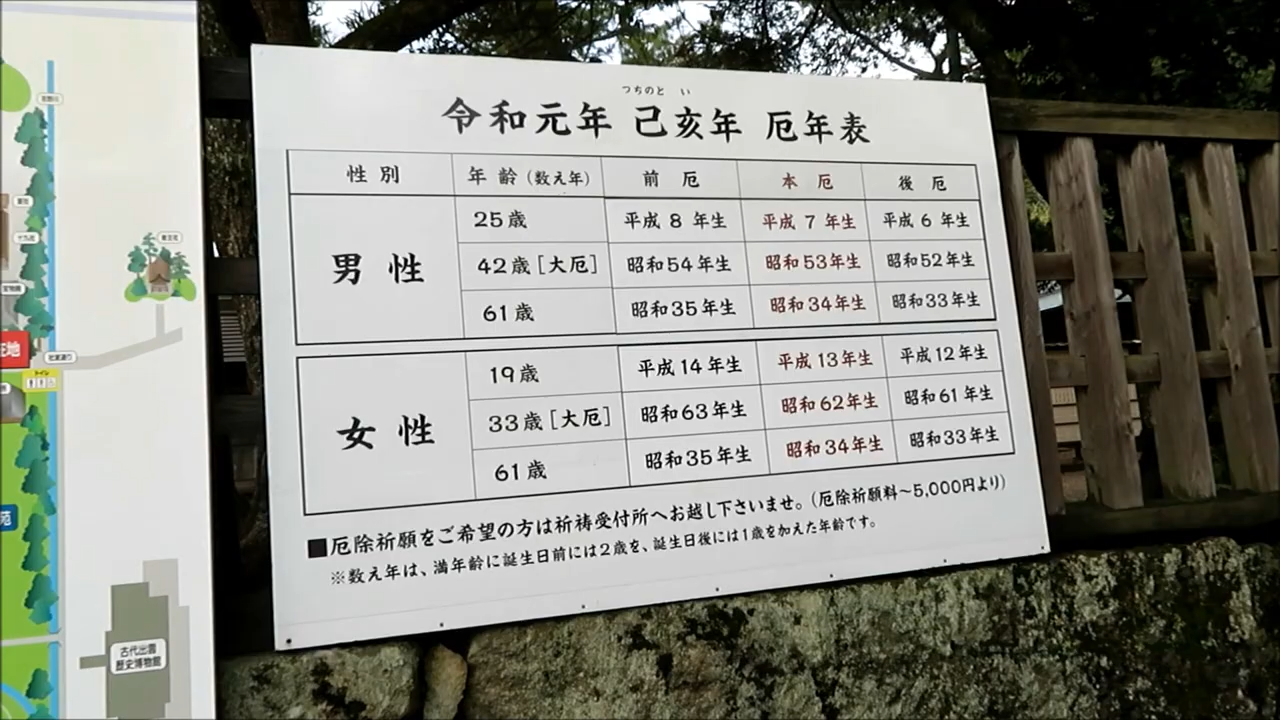 つちのと い
令和元年 己亥年 厄年表
性別 年齢(数え年) 前厄 本厄 後厄
男性
25歳 平成8年生 平成7年生 平成6年生
42歳[大厄] 昭和54年生 昭和53年生 昭和52年生
61歳 昭和35年生 昭和34年生 昭和33年生
女性
19歳 平成14年生 平成13年生 平成12年生
33歳[大厄] 昭和63年生 昭和62年生 昭和61年生
61歳 昭和35年生 昭和34年生 昭和33年生
■厄除祈願をご希望の方は祈祷受付所へお越し下さいませ。(厄除祈願料〜5,000円より)
※数え年は、満年齢に誕生日前には2歳を、誕生日後には1歳を加えた年齢です。
在地
トイレ
苑
古代出雲
歴史博物館